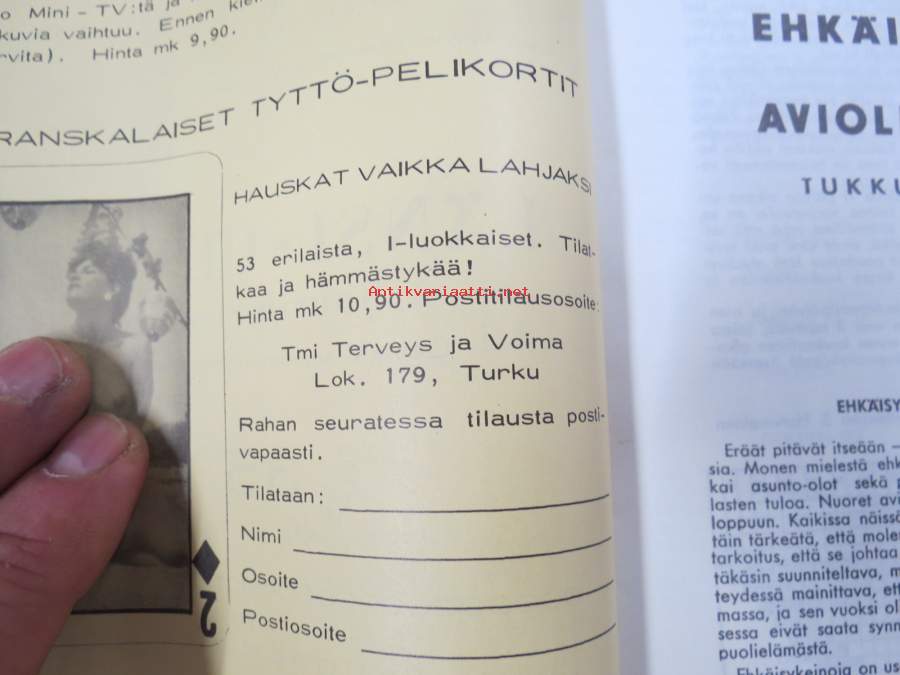 o Mini-TV:tä ja
kuvia vaihtuu. Ennen
rvita). Hinta mk 9,90.
RANSKALAISET TYTTÖ-PELIKORTIT
HAUSKAT VAIKKA LAHJAKSI
53 erilaista, I-luokkaiset. Tilat-
kaa ja hämmästykää!
Antikvariaatti.net
Hinta mk 10,90. Postitilausosoite:
Tmi Terveys ja Voima
Lok. 179, Turku
Rahan seuratessa tilausta posti-
vapaasti.
Tilataan:
Nimi
Osoite
Postiosoite
2
EHKÄI
AVIOL
TUKKU
EHKÄISY
Eräät pitävät itseään –
sia. Monen mielestä ehk
kai asunto-olot sekä p
lasten tuloa. Nuoret avi
loppuun. Kaikissa näissä
täin tärkeätä, että molem
tarkoitus, että se johtaa
täkäsin suunniteltava, m
teydessä mainittava, et
massa, ja sen vuoksi ol
sessa eivät saata synn
puolielämästä.
Ehkäisykeinoja on us